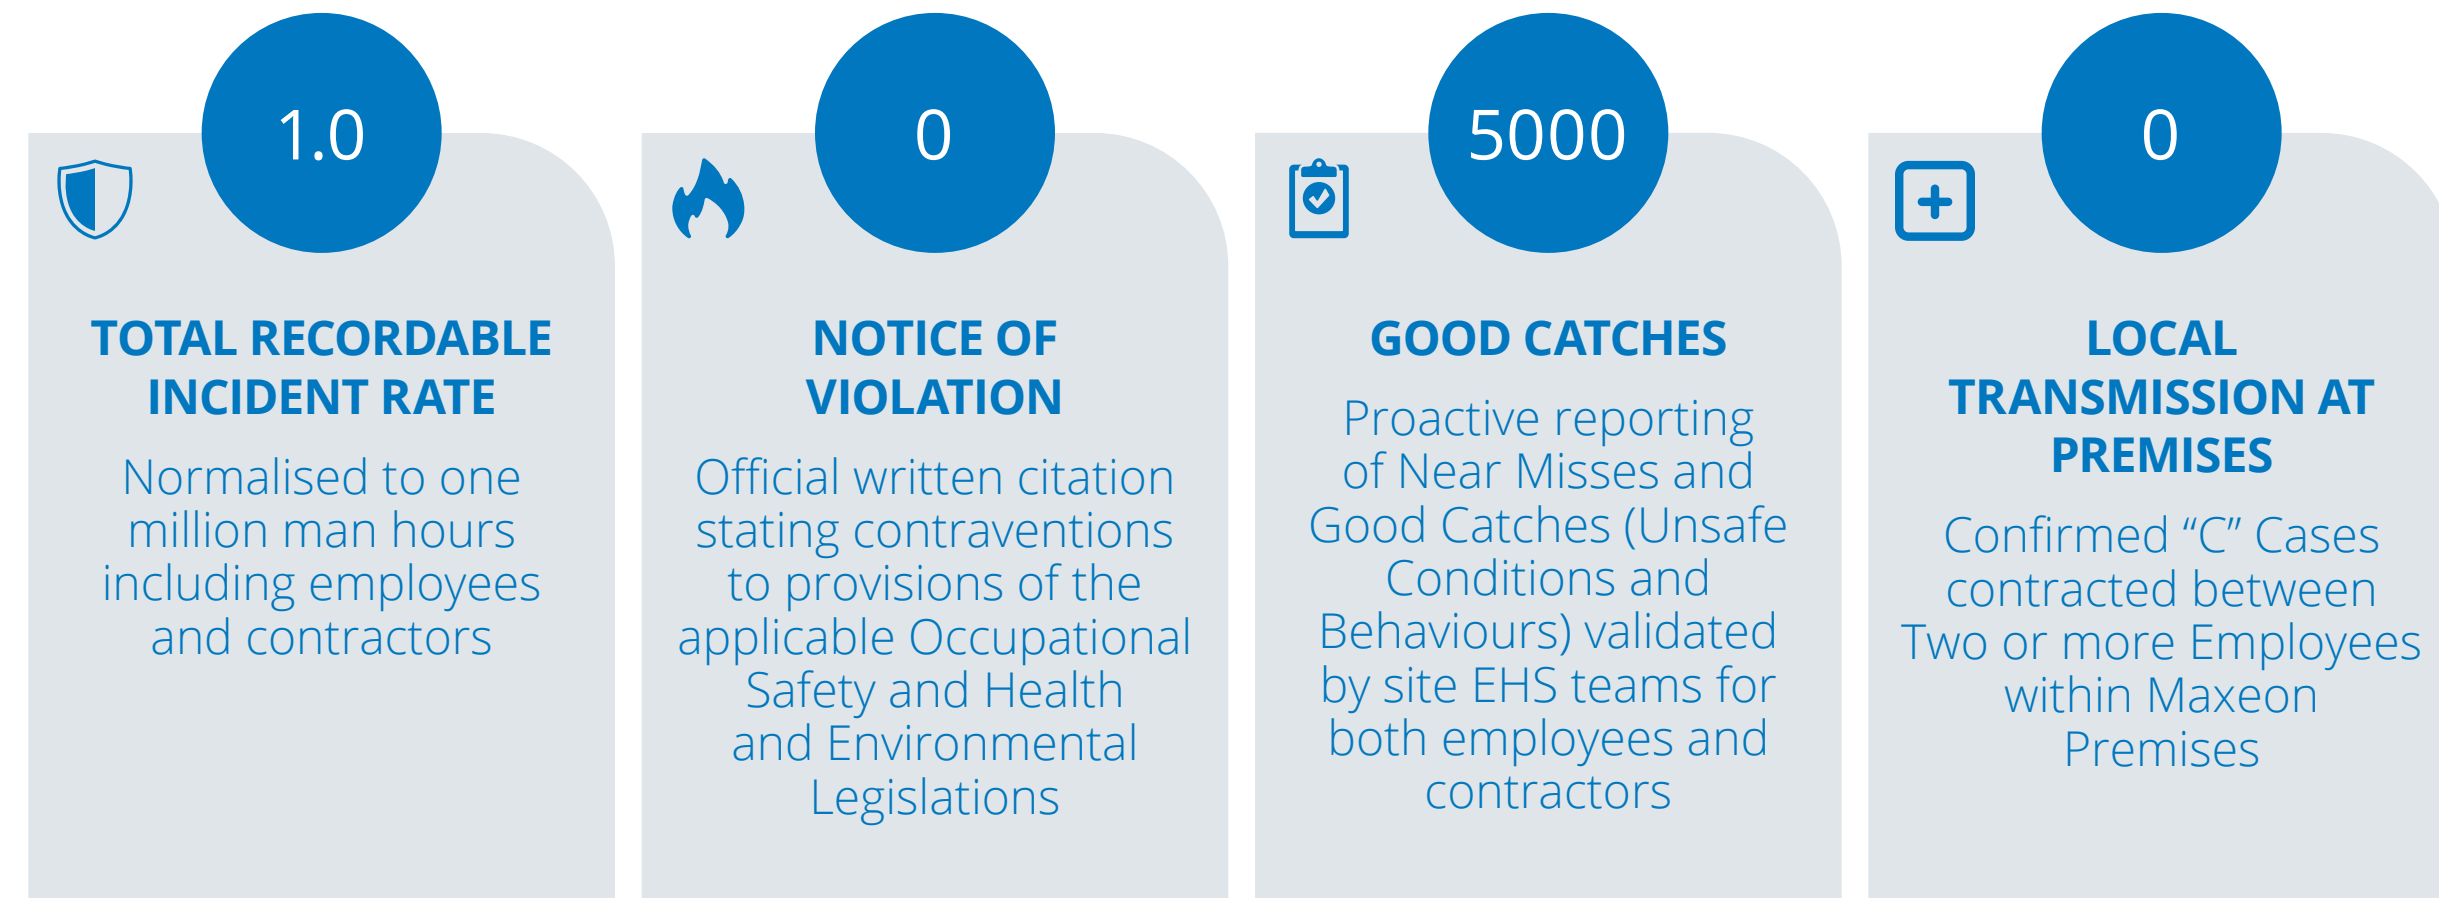 1.0
TOTAL RECORDABLE
INCIDENT RATE
Normalised to one
million man hours
including employees
and contractors
0
NOTICE OF
VIOLATION
Official written citation
stating contraventions
to provisions of the
applicable Occupational
Safety and Health
and Environmental
Legislations
5000
GOOD CATCHES
Proactive reporting
of Near Misses and
Good Catches (Unsafe
Conditions and
Behaviours) validated
by site EHS teams for
both employees and
contractors
0
LOCAL
TRANSMISSION AT
PREMISES
Confirmed “C” Cases
contracted between
Two or more Employees
within Maxeon
Premises